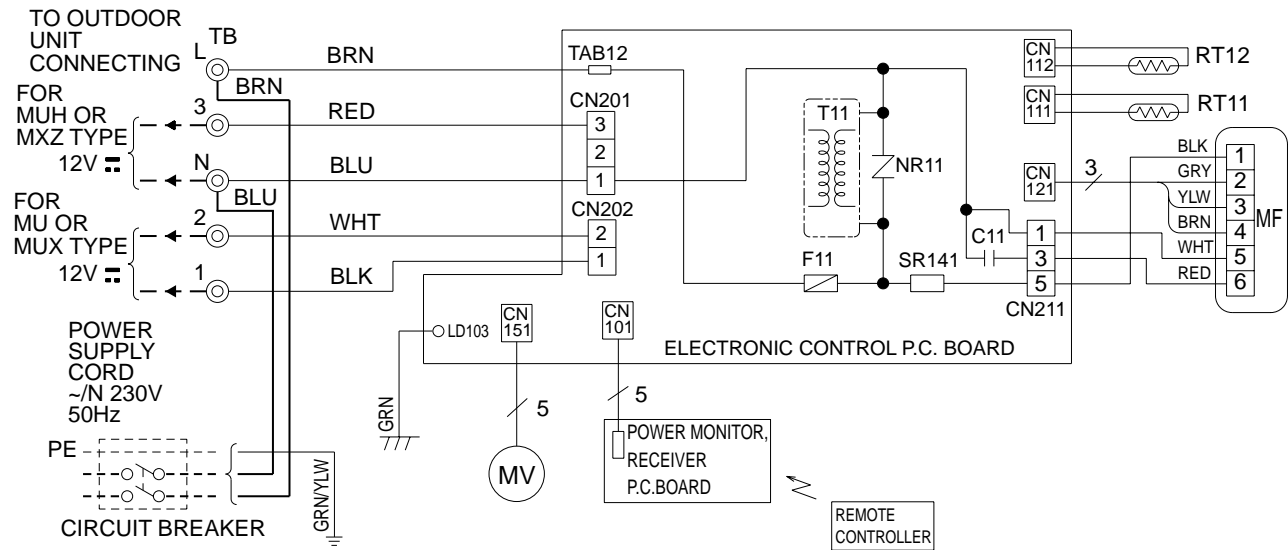 TO OUTDOOR
UNIT
CONNECTING
TB
L
BRN
BRN
TAB12
FOR
MUH OR
MXZ TYPE
12V
3
RED
CN201
3
2
1
N
BLU
BLU
FOR
MU OR
MUX TYPE
12V
2
WHT
CN202
2
1
1
BLK
T11
NR11
F11
SR141
C11
1
3
5
CN211
CN
112
RT12
CN
111
RT11
CN
121
3
BLK
GRY
YLW
BRN
WHT
RED
1
2
3
4
5
6
MF
LD103
CN
151
CN
101
ELECTRONIC CONTROL P.C. BOARD
POWER
SUPPLY
CORD
~/N 230V
50Hz
GRN
5
5
PE
MV
POWER MONITOR,
RECEIVER
P.C.BOARD
GRN/YLW
CIRCUIT BREAKER
REMOTE
CONTROLLER